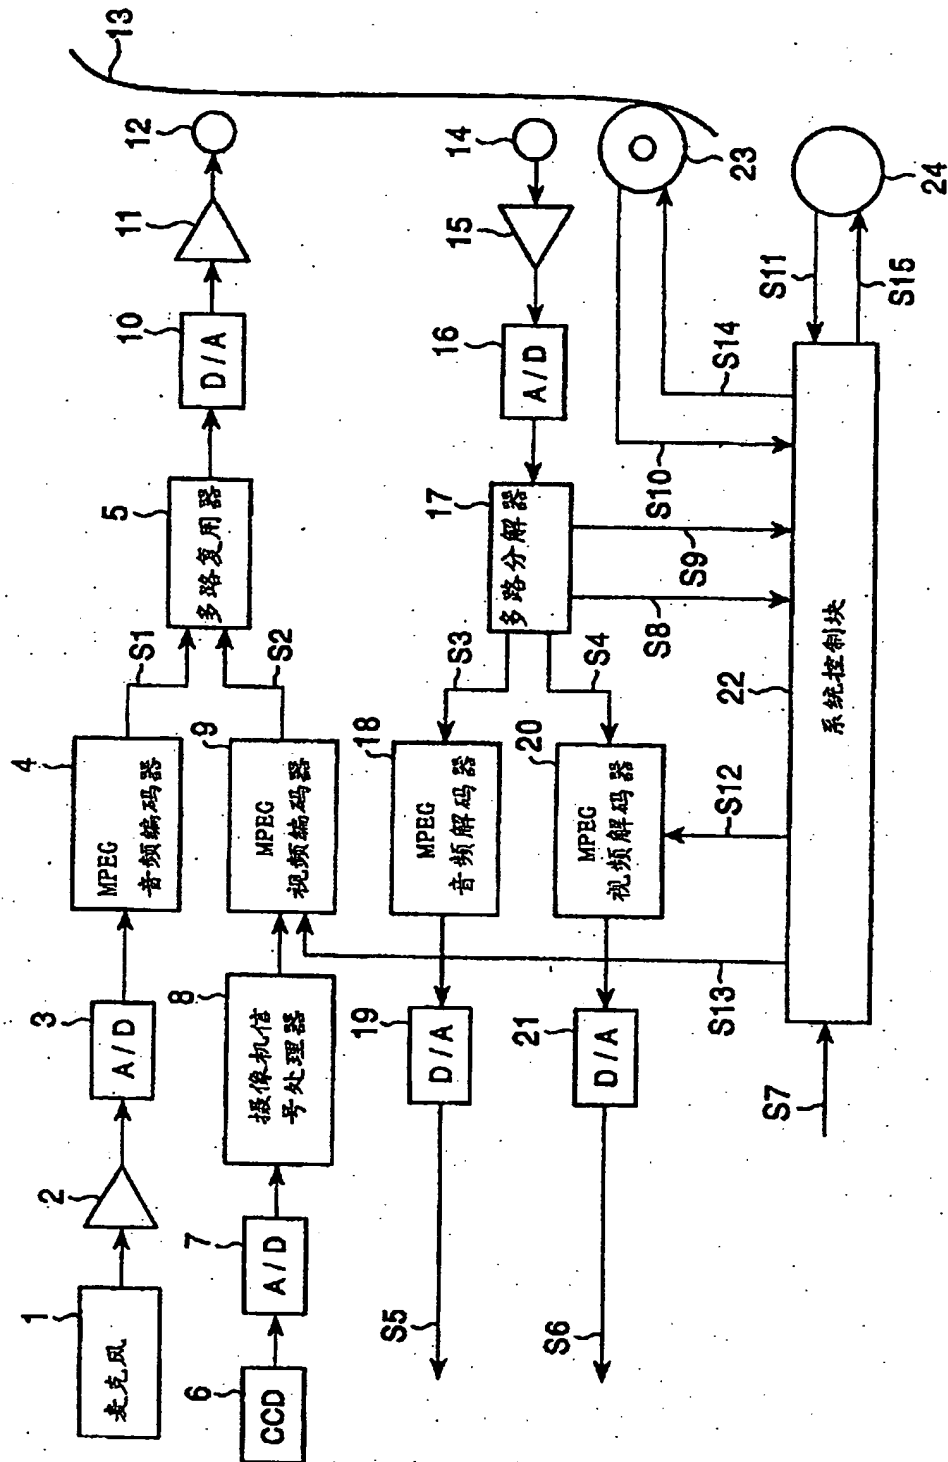 1
麦克风
2
3
A/D
4
MPEG
音频编码器
S1
5
多路复用器
10
D/A
11
12
13
6
CCD
7
A/D
8
摄像机信
号处理器
9
MPEG
视频编码器
S2
S5
19
D/A
18
MPEG
音频解码器
S3
17
多路分解器
16
A/D
15
14
S6
21
D/A
20
MPEG
视频解码器
S4
23
S7
S13
S12
22
系统控制块
S8
S9
S10
S14
S11
S15
24